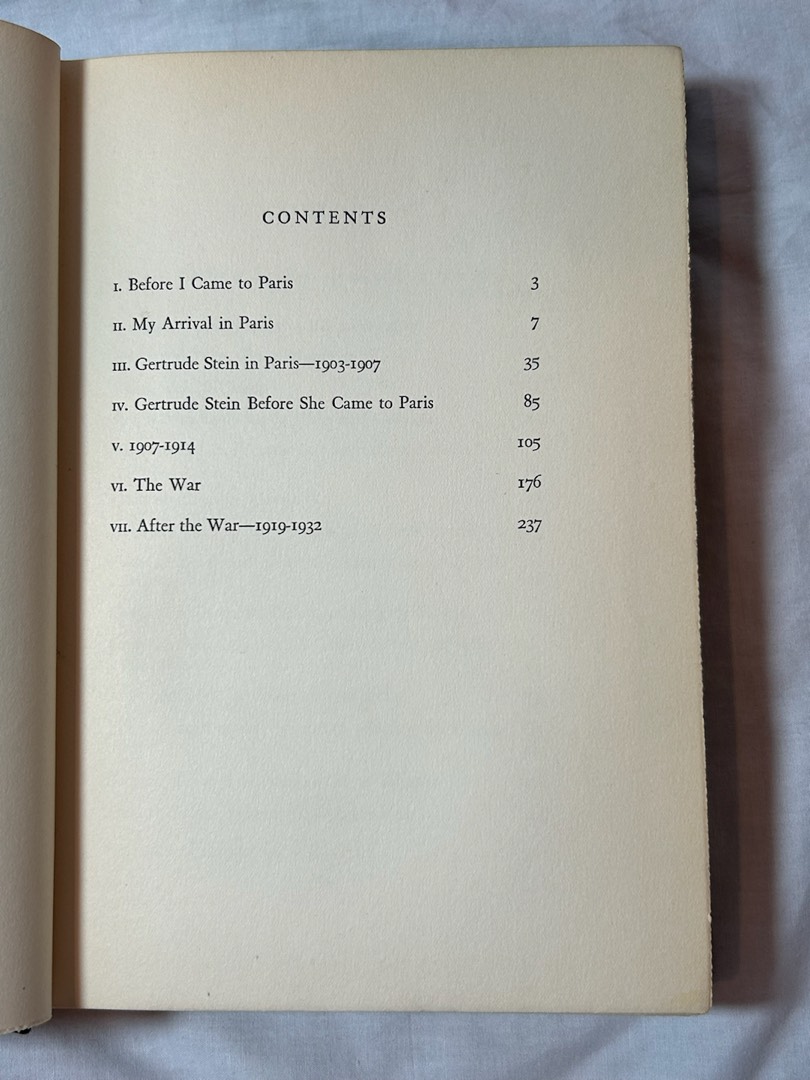 CONTENTS
I. Before I Came to Paris 3
II. My Arrival in Paris 7
III. Gertrude Stein in Paris—1903-1907 35
IV. Gertrude Stein Before She Came to Paris 85
V. 1907-1914 105
VI. The War 176
VII. After the War—1919-1932 237